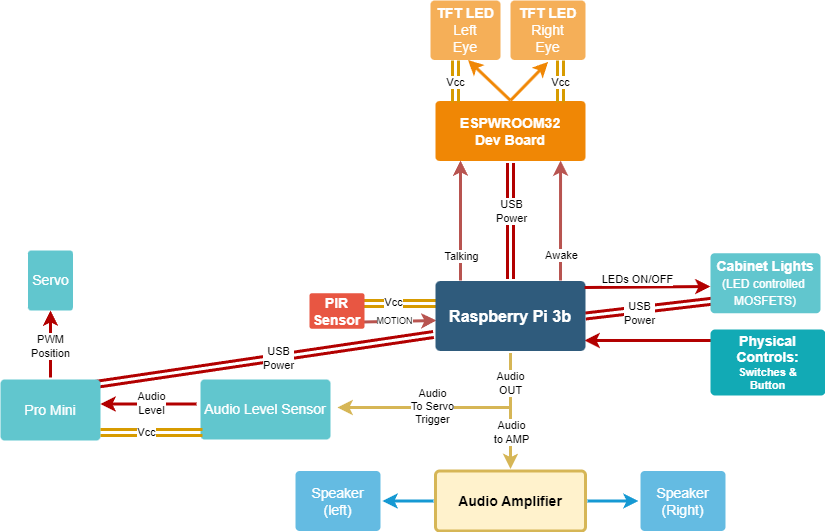 TFT LED
Left
Eye
TFT LED
Right
Eye
Vcc
Vcc
ESPWROOM32
Dev Board
USB
Power
Talking
Awake
Servo
PWM
Position
PIR
Sensor
Vcc
MOTION
Raspberry Pi 3b
LEDs ON/OFF
USB
Power
Cabinet Lights
(LED controlled
MOSFETS)
Physical
Controls:
Switches &
Button
USB
Power
Pro Mini
Audio
Level
Vcc
Audio Level Sensor
Audio
To Servo
Trigger
Audio
OUT
Audio
to AMP
Speaker
(left)
Audio Amplifier
Speaker
(Right)